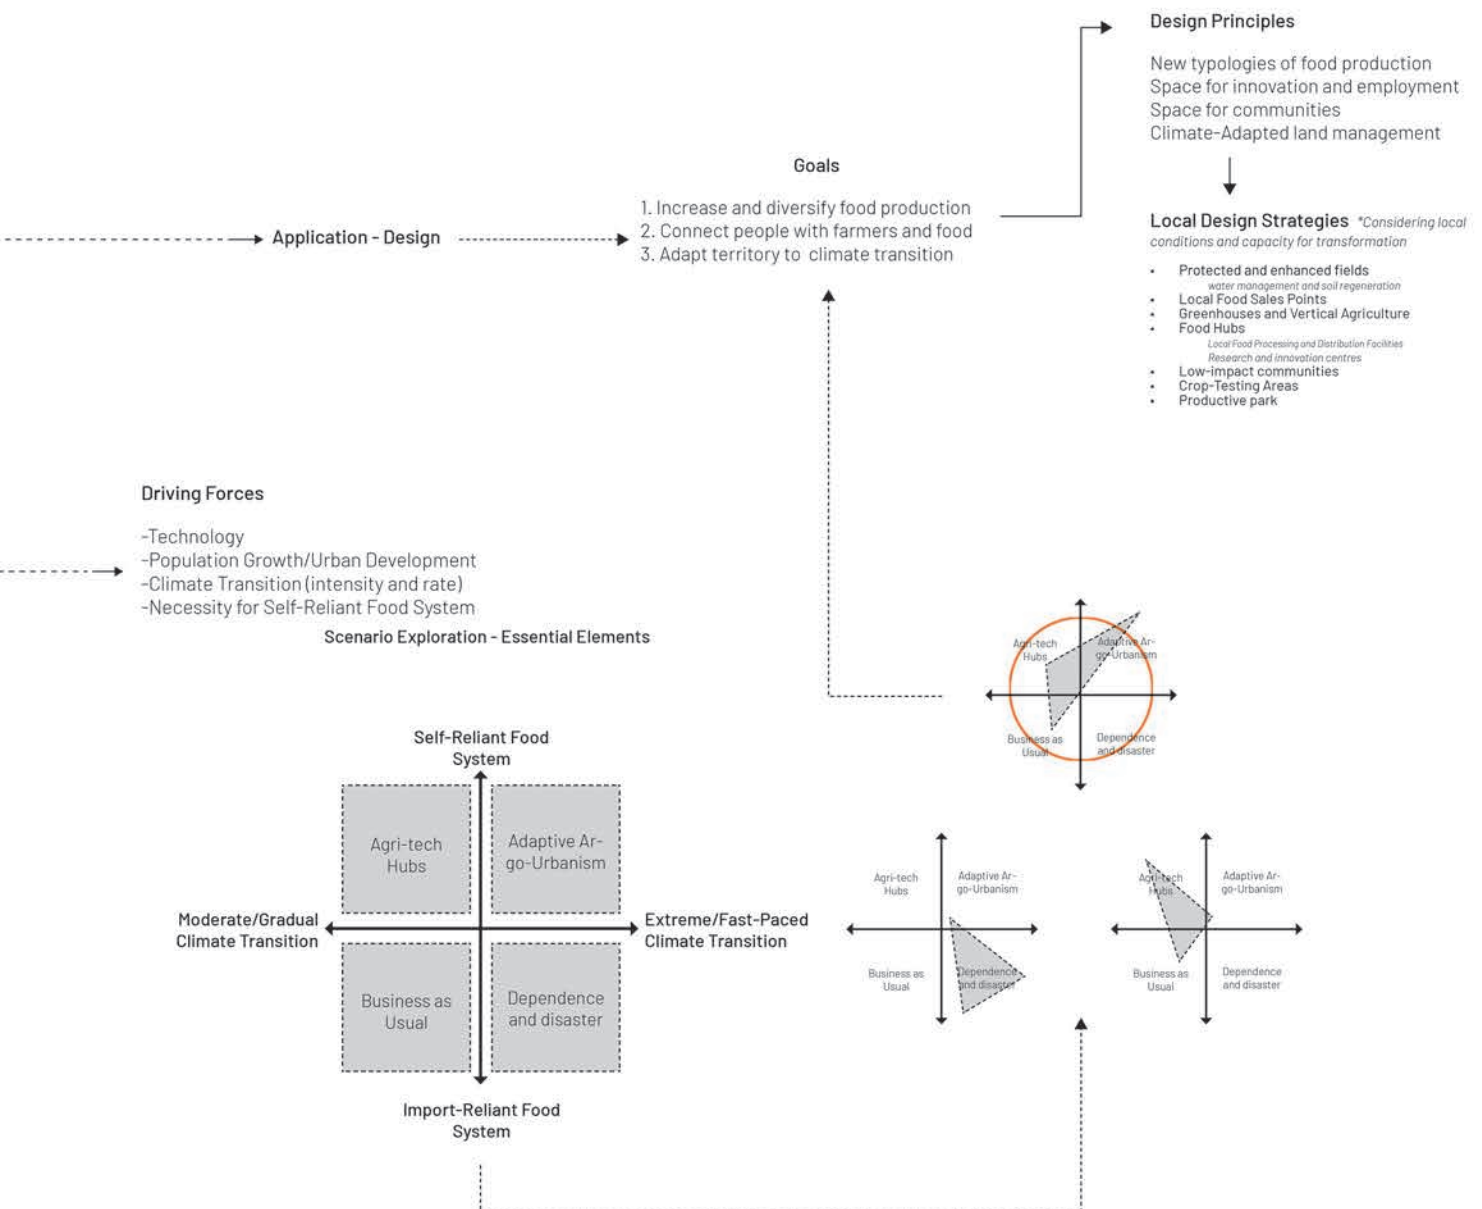 Design Principles
New typologies of food production
Space for innovation and employment
Space for communities
Climate-Adapted land management
Goals
1. Increase and diversify food production
2. Connect people with farmers and food
3. Adapt territory to climate transition
Application - Design
Local Design Strategies *Considering local
conditions and capacity for transformation
• Protected and enhanced fields
water management and soil regeneration
• Local Food Sales Points
• Greenhouses and Vertical Agriculture
• Food Hubs
Local Food Processing and Distribution Facilities
Research and innovation centres
• Low-impact communities
• Crop-Testing Areas
• Productive park
Driving Forces
-Technology
-Population Growth/Urban Development
-Climate Transition (intensity and rate)
-Necessity for Self-Reliant Food System
Scenario Exploration - Essential Elements
Self-Reliant Food
System
Agri-tech
Hubs
Adaptive Ar-
go-Urbanism
Moderate/Gradual
Climate Transition
Extreme/Fast-Paced
Climate Transition
Business as
Usual
Dependence
and disaster
Import-Reliant Food
System
Agri-tech
Hubs
Adaptive Ar-
go-Urbanism
Business as
Usual
Dependence
and disaster
Agri-tech
Hubs
Adaptive Ar-
go-Urbanism
Business as
Usual
Dependence
and disaster
Agri-tech
Hubs
Adaptive Ar-
go-Urbanism
Business as
Usual
Dependence
and disaster